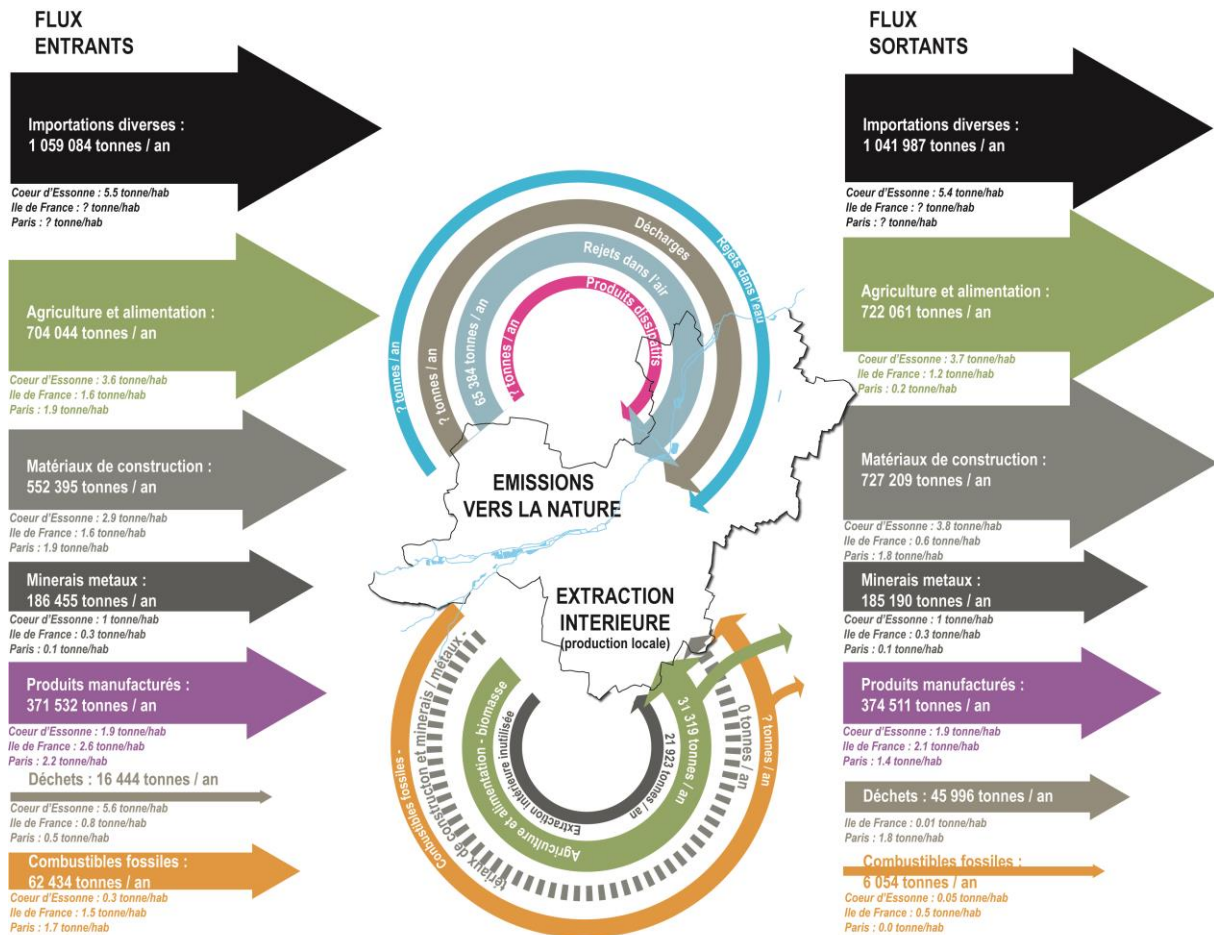 FLUX
ENTRANTS
Importations diverses :
1 059 084 tonnes / an
Coeur d'Essonne : 5.5 tonne/hab
Ile de France : ? tonne/hab
Paris : ? tonne/hab
Agriculture et alimentation :
704 044 tonnes / an
Coeur d'Essonne : 3.6 tonne/hab
Ile de France : 1.6 tonne/hab
Paris : 1.9 tonne/hab
Matériaux de construction :
552 395 tonnes / an
Coeur d'Essonne : 2.9 tonne/hab
Ile de France : 1.6 tonne/hab
Paris : 1.9 tonne/hab
Minerais metaux :
186 455 tonnes / an
Coeur d'Essonne : 1 tonne/hab
Ile de France : 0.3 tonne/hab
Paris : 0.1 tonne/hab
Produits manufacturés :
371 532 tonnes / an
Coeur d'Essonne : 1.9 tonne/hab
Ile de France : 2.6 tonne/hab
Paris : 2.2 tonne/hab
Déchets : 16 444 tonnes / an
Coeur d'Essonne : 5.6 tonne/hab
Ile de France : 0.8 tonne/hab
Paris : 0.5 tonne/hab
Combustibles fossiles :
62 434 tonnes / an
Coeur d'Essonne : 0.3 tonne/hab
Ile de France : 1.5 tonne/hab
Paris : 1.7 tonne/hab
? tonnes / an
Rejets dans l'eau
? tonnes / an
Décharges
65 384 tonnes / an
Rejets dans l'air
? tonnes / an
Produits dissipatifs
EMISSIONS
VERS LA NATURE
EXTRACTION
INTERIEURE
(production locale)
Combustibles fossiles -
? tonnes / an
tériaux de constructon et minerais / métaux -
0 tonnes / an
Agriculture et alimentation - biomasse
31 319 tonnes / an
Extraction intérieure inutilisée
21 923 tonnes / an
FLUX
SORTANTS
Importations diverses :
1 041 987 tonnes / an
Coeur d'Essonne : 5.4 tonne/hab
Ile de France : ? tonne/hab
Paris : ? tonne/hab
Agriculture et alimentation :
722 061 tonnes / an
Coeur d'Essonne : 3.7 tonne/hab
Ile de France : 1.2 tonne/hab
Paris : 0.2 tonne/hab
Matériaux de construction :
727 209 tonnes / an
Coeur d'Essonne : 3.8 tonne/hab
Ile de France : 0.6 tonne/hab
Paris : 1.8 tonne/hab
Minerais metaux :
185 190 tonnes / an
Coeur d'Essonne : 1 tonne/hab
Ile de France : 0.3 tonne/hab
Paris : 0.1 tonne/hab
Produits manufacturés :
374 511 tonnes / an
Coeur d'Essonne : 1.9 tonne/hab
Ile de France : 2.1 tonne/hab
Paris : 1.4 tonne/hab
Déchets : 45 996 tonnes / an
Ile de France : 0.01 tonne/hab
Paris : 1.8 tonne/hab
Combustibles fossiles :
6 054 tonnes / an
Coeur d'Essonne : 0.05 tonne/hab
Ile de France : 0.5 tonne/hab
Paris : 0.0 tonne/hab